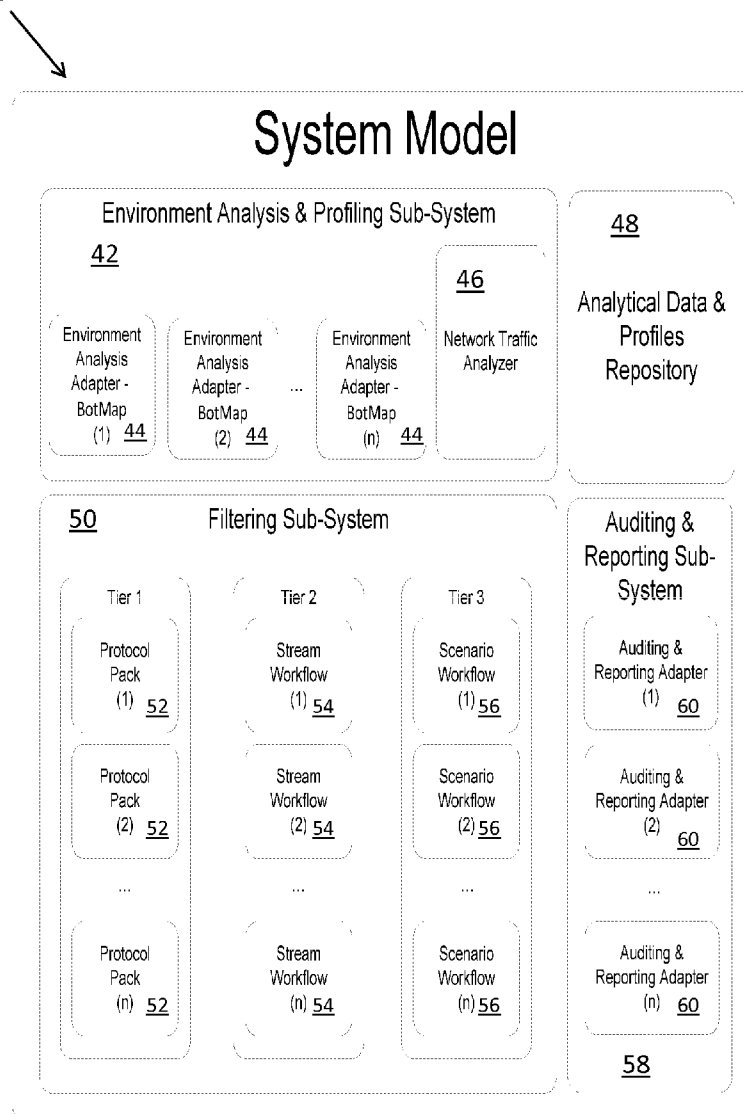 System Model
Environment Analysis & Profiling Sub-System
42
Environment
Analysis
Adapter -
BotMap
(1) 44
Environment
Analysis
Adapter -
BotMap
(2) 44
...
Environment
Analysis
Adapter -
BotMap
(n) 44
46
Network Traffic
Analyzer
48
Analytical Data &
Profiles
Repository
50
Filtering Sub-System
Tier 1
Protocol
Pack
(1) 52
Protocol
Pack
(2) 52
...
Protocol
Pack
(n) 52
Tier 2
Stream
Workflow
(1) 54
Stream
Workflow
(2) 54
...
Stream
Workflow
(n) 54
Tier 3
Scenario
Workflow
(1) 56
Scenario
Workflow
(2) 56
...
Scenario
Workflow
(n) 56
Auditing &
Reporting Sub-
System
Auditing &
Reporting Adapter
(1) 60
Auditing &
Reporting Adapter
(2) 60
...
Auditing &
Reporting Adapter
(n) 60
58